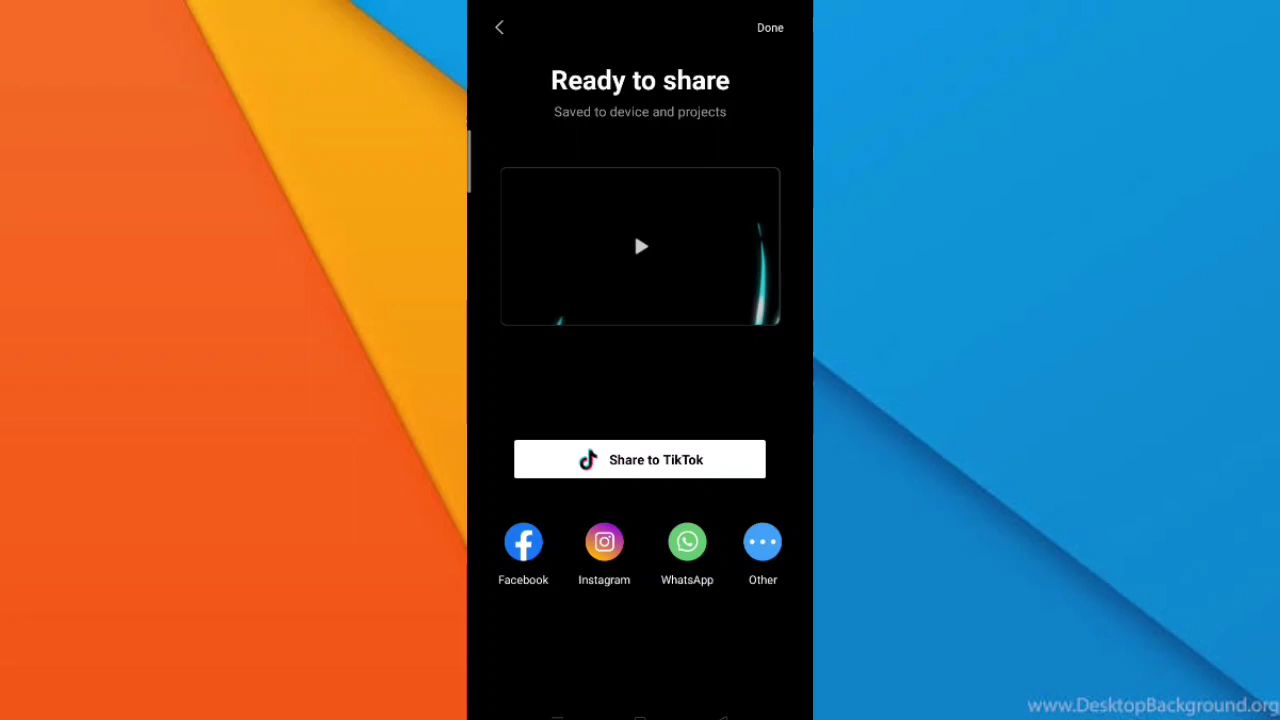 Done
Ready to share
Saved to device and projects
Share to TikTok
Facebook
Instagram
WhatsApp
Other
www.DesktopBackground.org